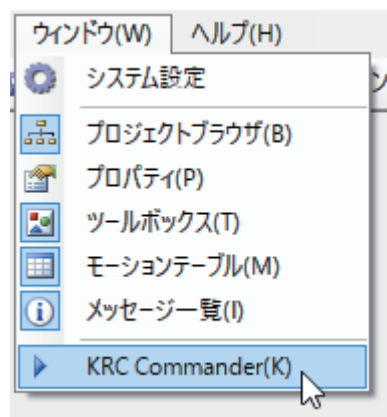 ウィンドウ(W) ヘルプ(H)
システム設定
プロジェクトブラウザ(B)
プロパティ(P)
ツールボックス(T)
モーションテーブル(M)
メッセージ一覧(I)
KRC Commander(K)